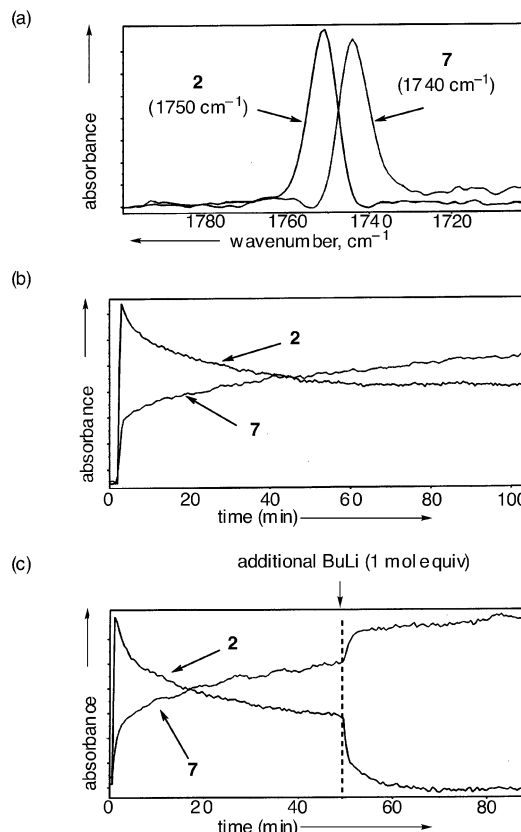 (a)
2
(1750 cm–1)
7
(1740 cm–1)
absorbance
1780 1760 1740 1720
wavenumber, cm–1
(b)
2
7
absorbance
0 20 40 60 80 100
time (min)
(c)
additional BuLi (1 mol equiv)
2
7
absorbance
0 20 40 60 80
time (min)